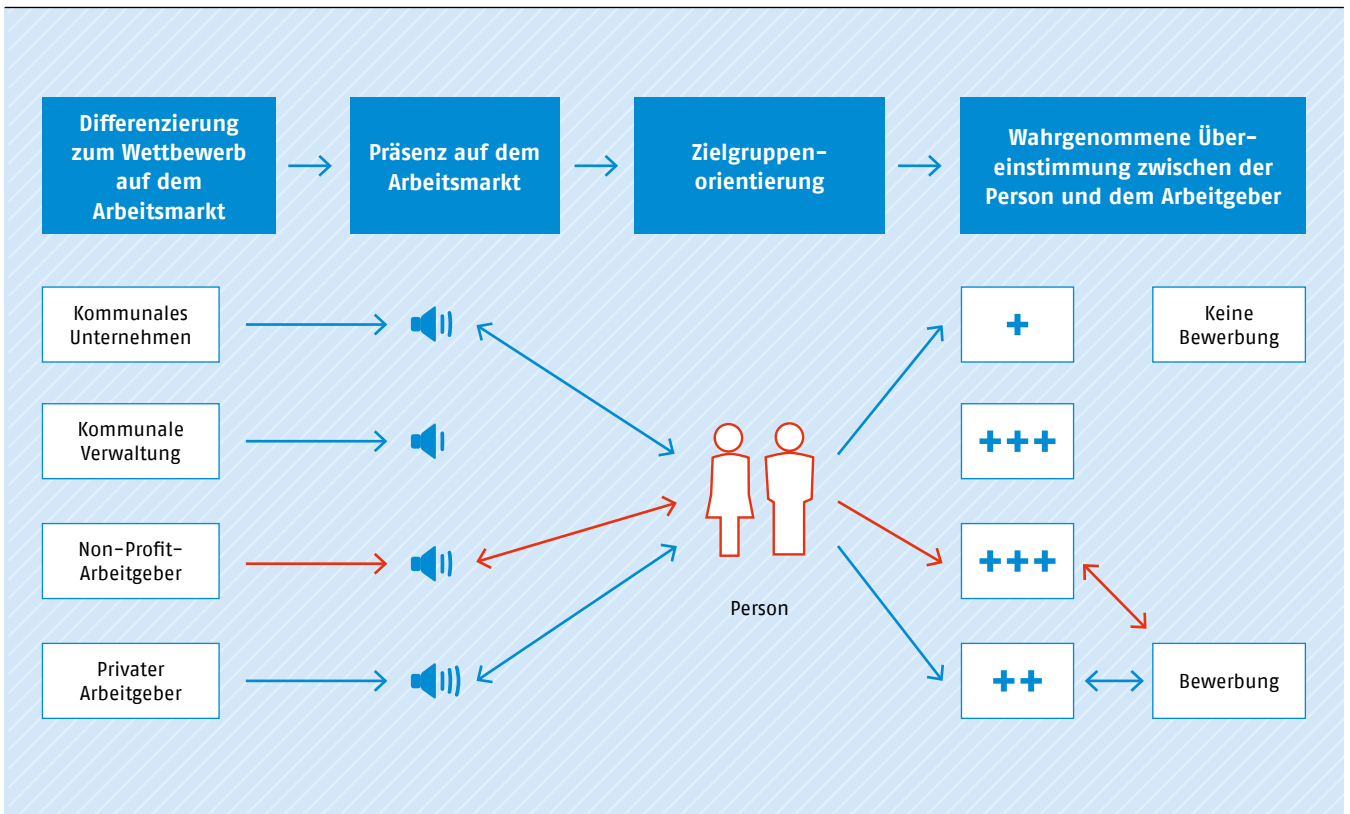 Differenzierung
zum Wettbewerb
auf dem
Arbeitsmarkt
Präsenz auf dem
Arbeitsmarkt
Zielgruppen-
orientierung
Wahrgenommene Über-
einstimmung zwischen der
Person und dem Arbeitgeber
Kommunales
Unternehmen
+
Keine
Bewerbung
Kommunale
Verwaltung
+++
Non-Profit-
Arbeitgeber
+++
Person
Privater
Arbeitgeber
++
Bewerbung